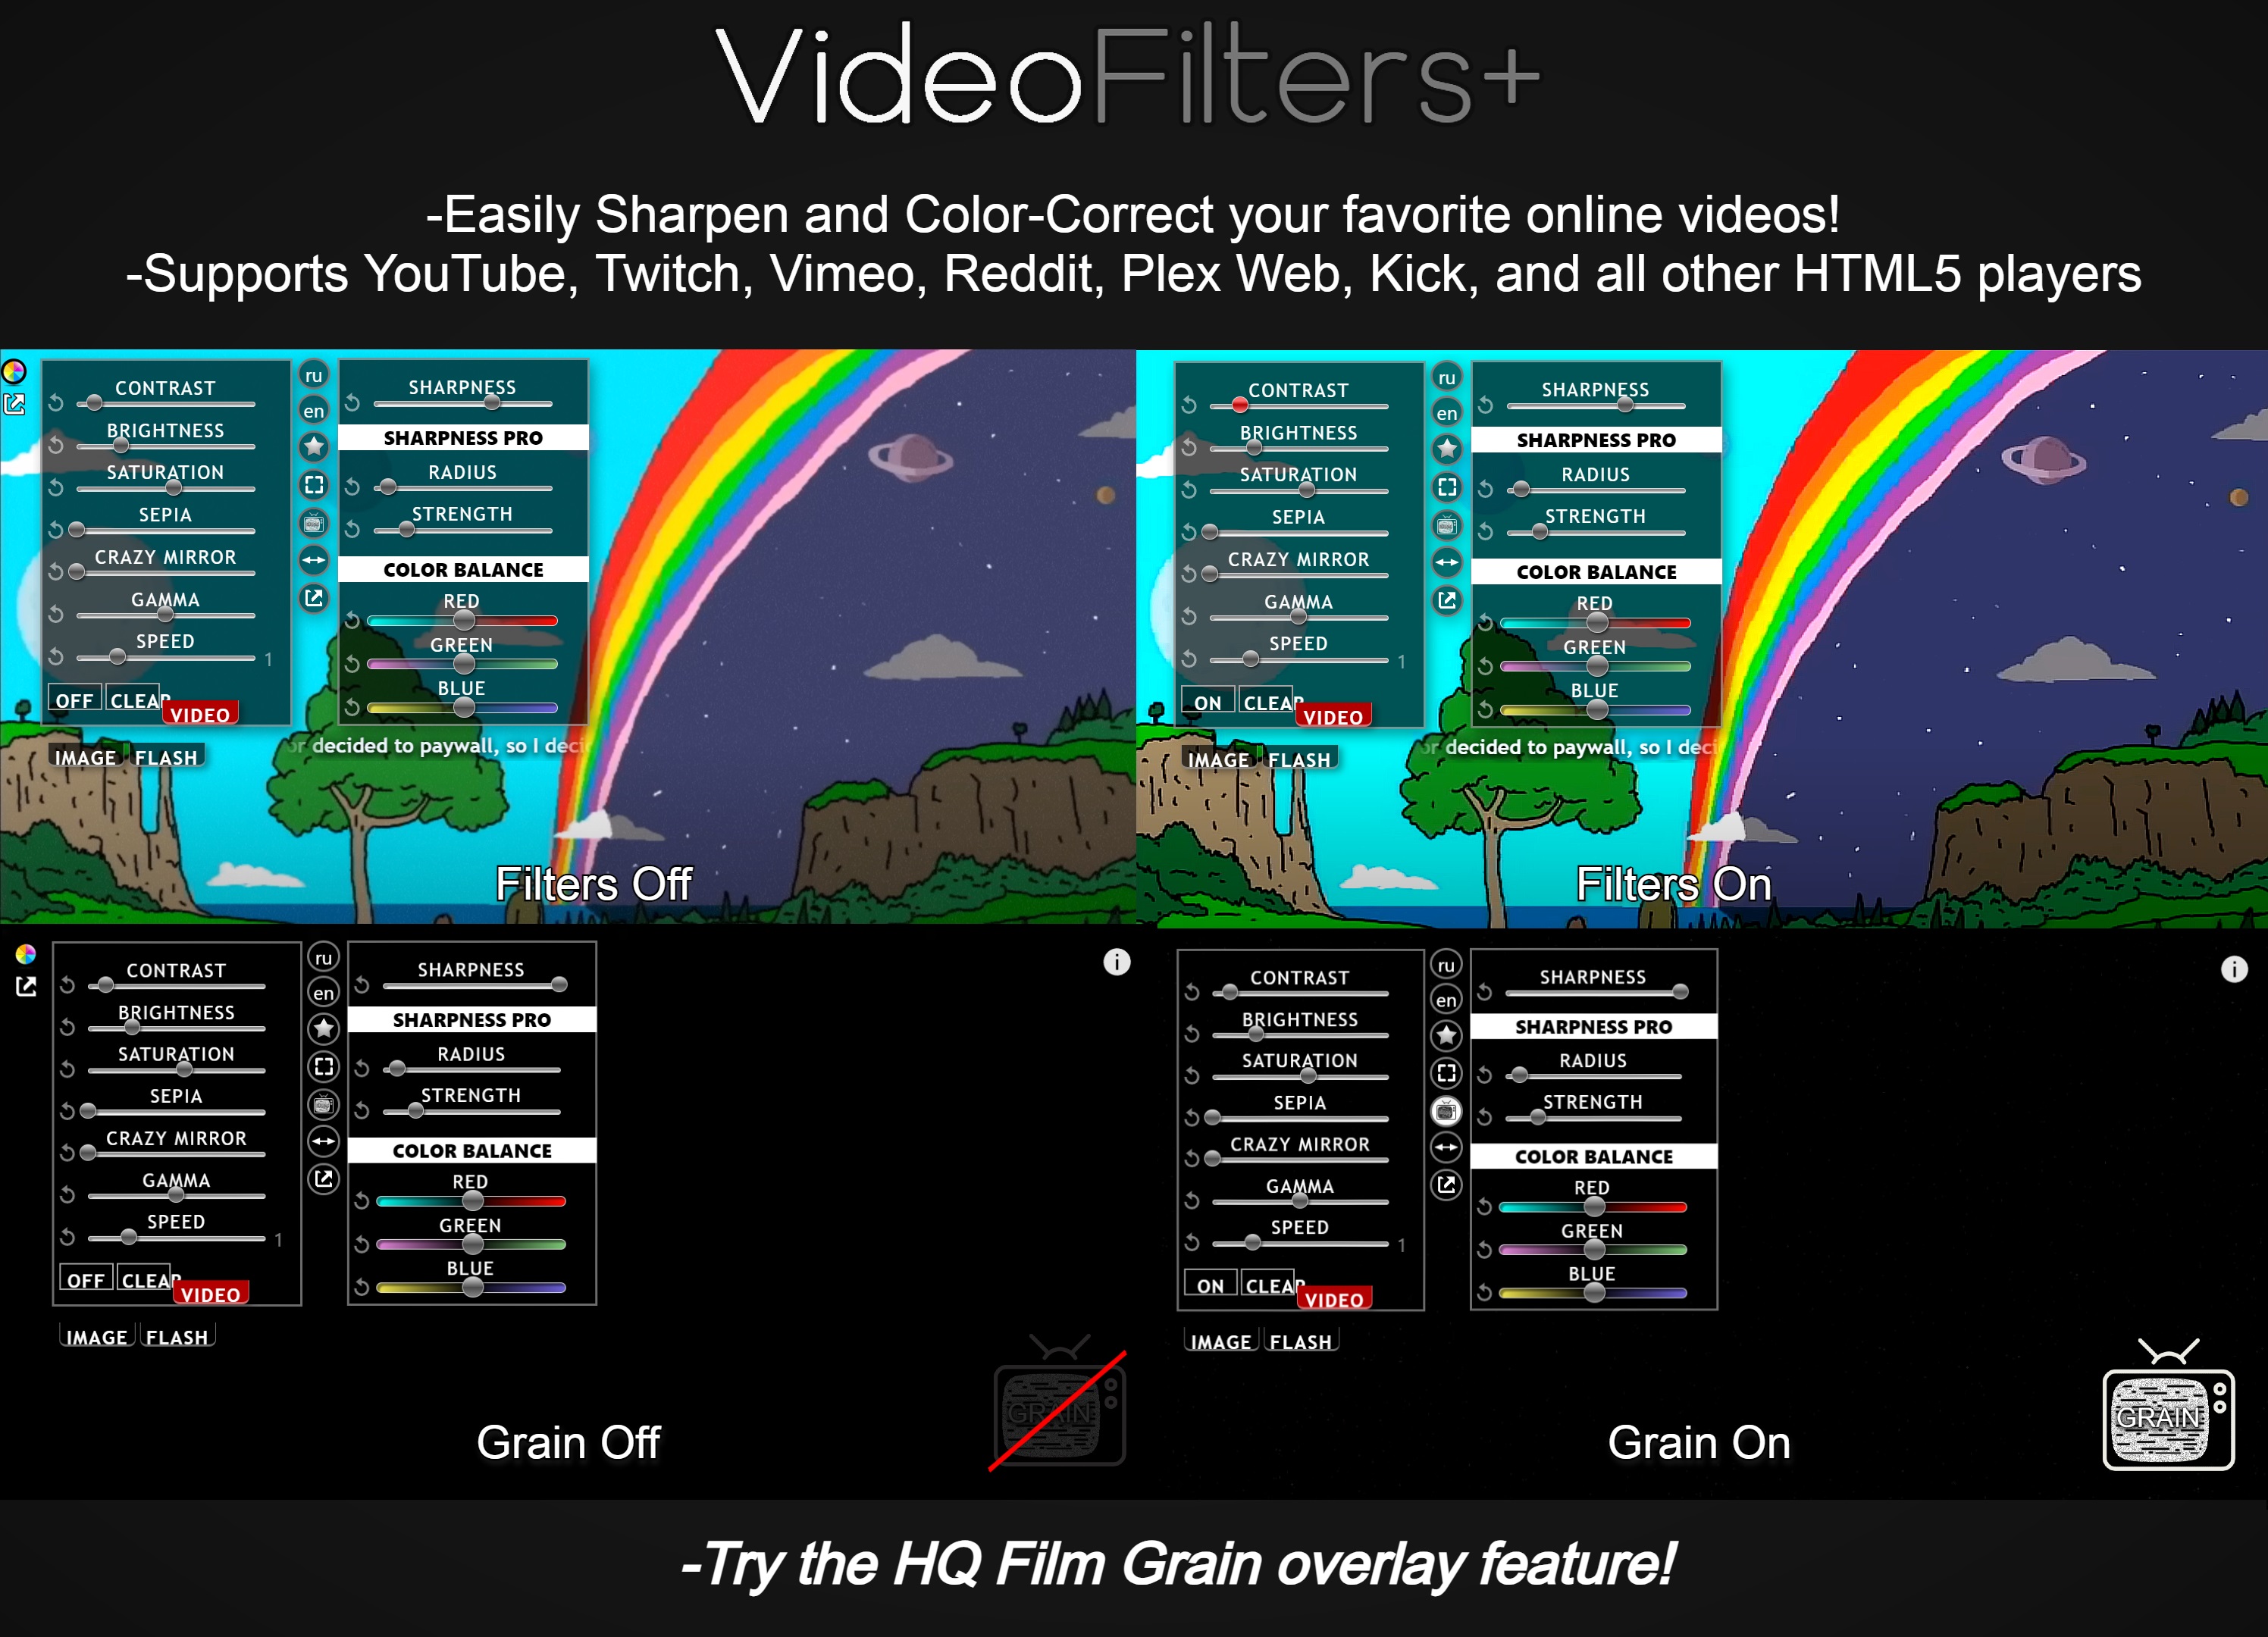 VideoFilters+
-Easily Sharpen and Color-Correct your favorite online videos!
-Supports YouTube, Twitch, Vimeo, Reddit, Plex Web, Kick, and all other HTML5 players
CONTRAST
BRIGHTNESS
SATURATION
SEPIA
CRAZY MIRROR
GAMMA
SPEED
1
OFF CLEAR
VIDEO
IMAGE FLASH
ru
en
SHARPNESS
SHARPNESS PRO
RADIUS
STRENGTH
COLOR BALANCE
RED
GREEN
BLUE
or decided to paywall, so I deci
Filters Off
CONTRAST
BRIGHTNESS
SATURATION
SEPIA
CRAZY MIRROR
GAMMA
SPEED
1
ON CLEAR
VIDEO
IMAGE FLASH
ru
en
SHARPNESS
SHARPNESS PRO
RADIUS
STRENGTH
COLOR BALANCE
RED
GREEN
BLUE
or decided to paywall, so I deci
Filters On
CONTRAST
BRIGHTNESS
SATURATION
SEPIA
CRAZY MIRROR
GAMMA
SPEED
1
OFF CLEAR
VIDEO
IMAGE FLASH
ru
en
SHARPNESS
SHARPNESS PRO
RADIUS
STRENGTH
COLOR BALANCE
RED
GREEN
BLUE
i
GRAIN
Grain Off
CONTRAST
BRIGHTNESS
SATURATION
SEPIA
CRAZY MIRROR
GAMMA
SPEED
1
ON CLEAR
VIDEO
IMAGE FLASH
ru
en
SHARPNESS
SHARPNESS PRO
RADIUS
STRENGTH
COLOR BALANCE
RED
GREEN
BLUE
i
GRAIN
Grain On
-Try the HQ Film Grain overlay feature!